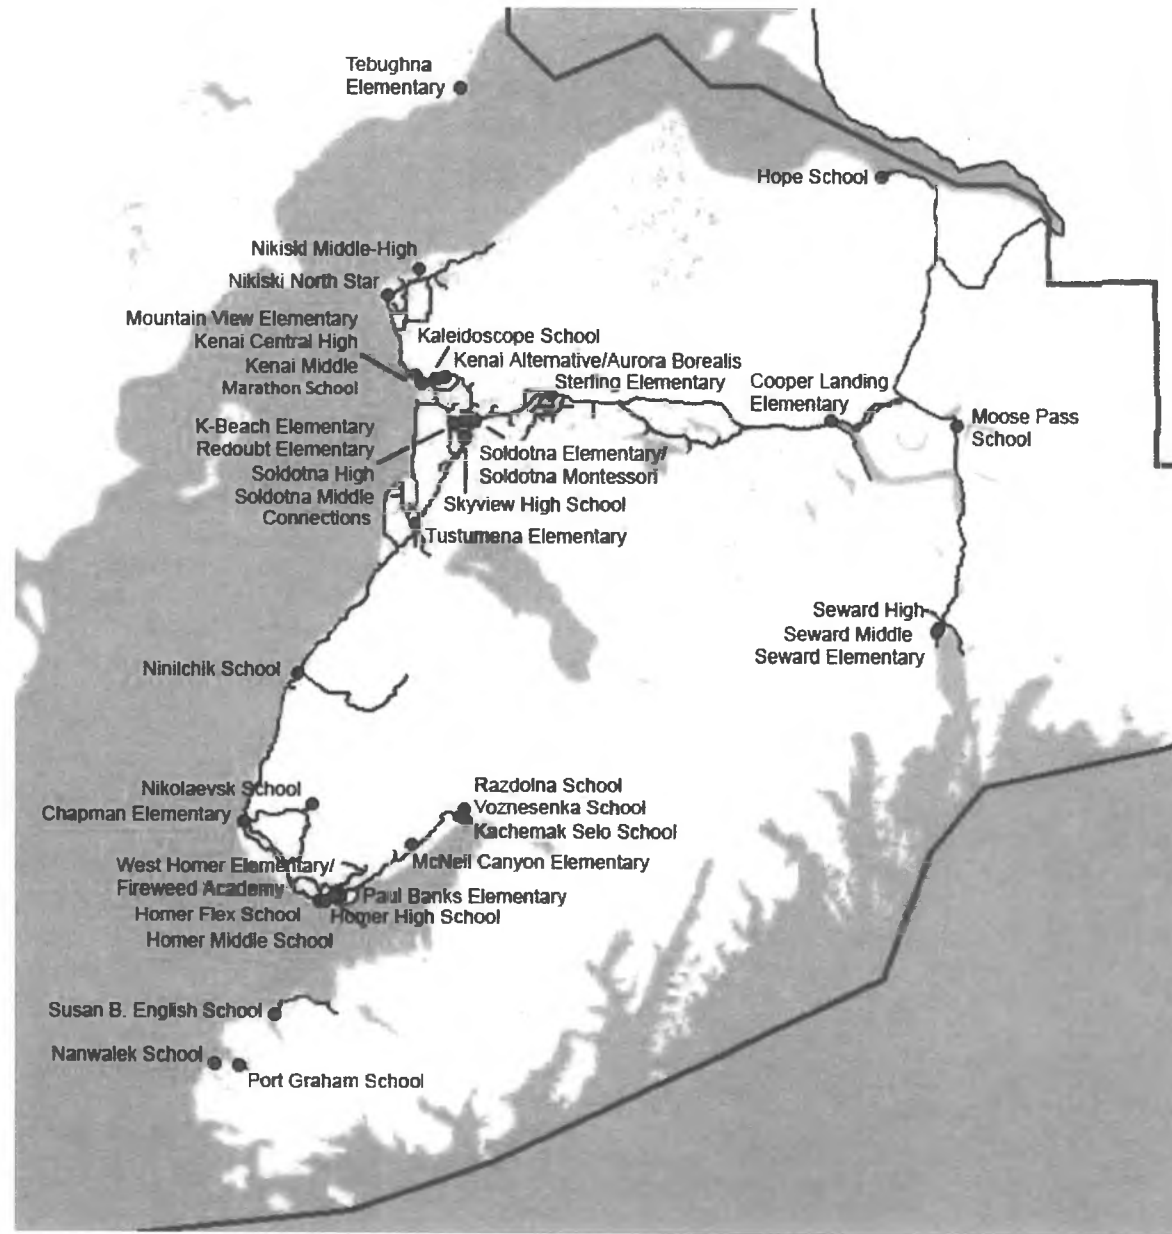 Tebughna
Elementary
Hope School
Nikiski Middle-High
Nikiski North Star
Mountain View Elementary
Kenai Central High
Kenai Middle
Marathon School
Kaleidoscope School
Kenai Alternative/Aurora Borealis
Sterling Elementary
Cooper Landing
Elementary
Moose Pass
School
K-Beach Elementary
Redoubt Elementary
Soldotna High
Soldotna Middle
Connections
Soldotna Elementary/
Soldotna Montessori
Skyview High School
Tustumena Elementary
Seward High
Seward Middle
Seward Elementary
Ninilchik School
Nikolaevsk School
Chapman Elementary
Razdolna School
Voznesenka School
Kachemak Selo School
McNeil Canyon Elementary
West Homer Elementary/
Fireweed Academy
Homer Flex School
Homer Middle School
Paul Banks Elementary
Homer High School
Susan B. English School
Nanwalek School
Port Graham School